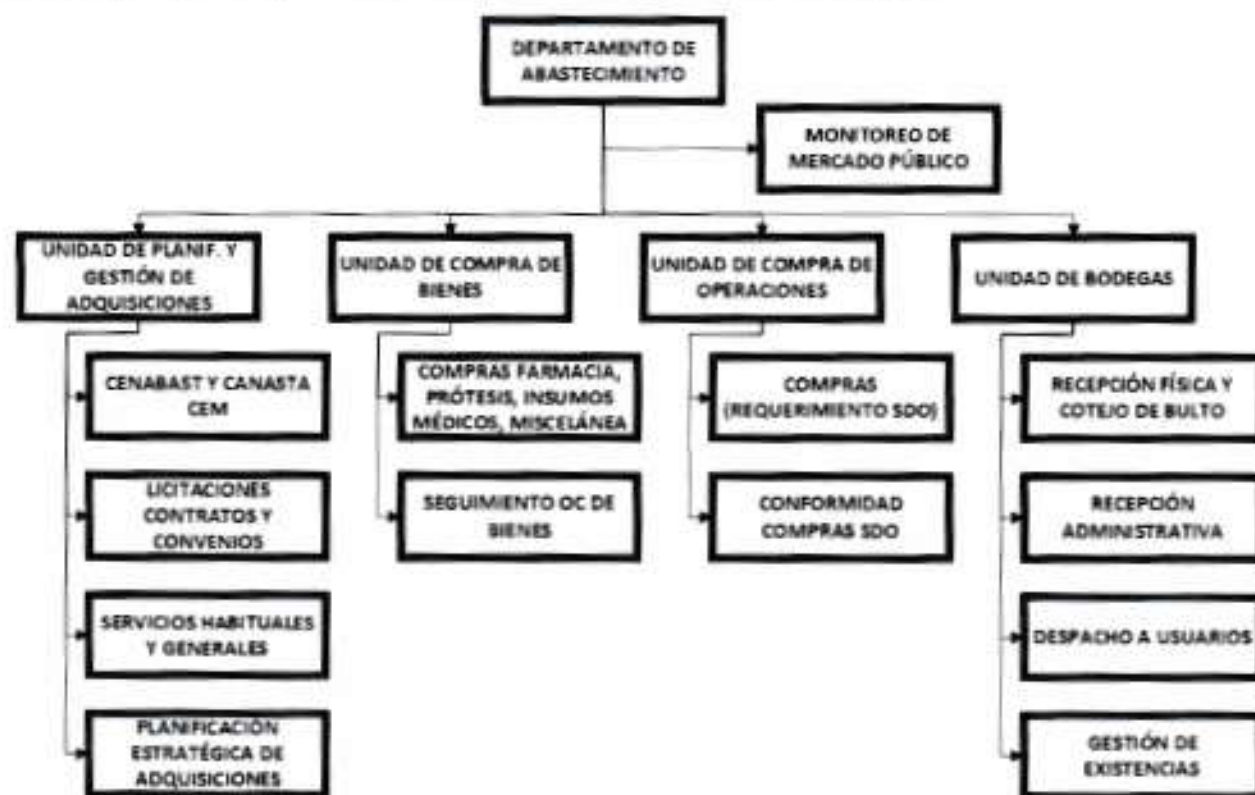 DEPARTAMENTO DE
ABASTECIMIENTO
MONITOREO DE
MERCADO PÚBLICO
UNIDAD DE PLANIF. Y
GESTIÓN DE
ADQUISICIONES
UNIDAD DE COMPRA DE
BIENES
UNIDAD DE COMPRA DE
OPERACIONES
UNIDAD DE BODEGAS
CENABAST Y CANASTA
CEM
LICITACIONES
CONTRATOS Y
CONVENIOS
SERVICIOS HABITUALES
Y GENERALES
PLANIFICACIÓN
ESTRATÉGICA DE
ADQUISICIONES
COMPRAS FARMACIA,
PRÓTESIS, INSUMOS
MÉDICOS, MISCELÁNEA
SEGUIMIENTO OC DE
BIENES
COMPRAS
(REQUERIMIENTO SDO)
CONFORMIDAD
COMPRAS SDO
RECEPCIÓN FÍSICA Y
COTEJO DE BULTO
RECEPCIÓN
ADMINISTRATIVA
DESPACHO A USUARIOS
GESTIÓN DE
EXISTENCIAS